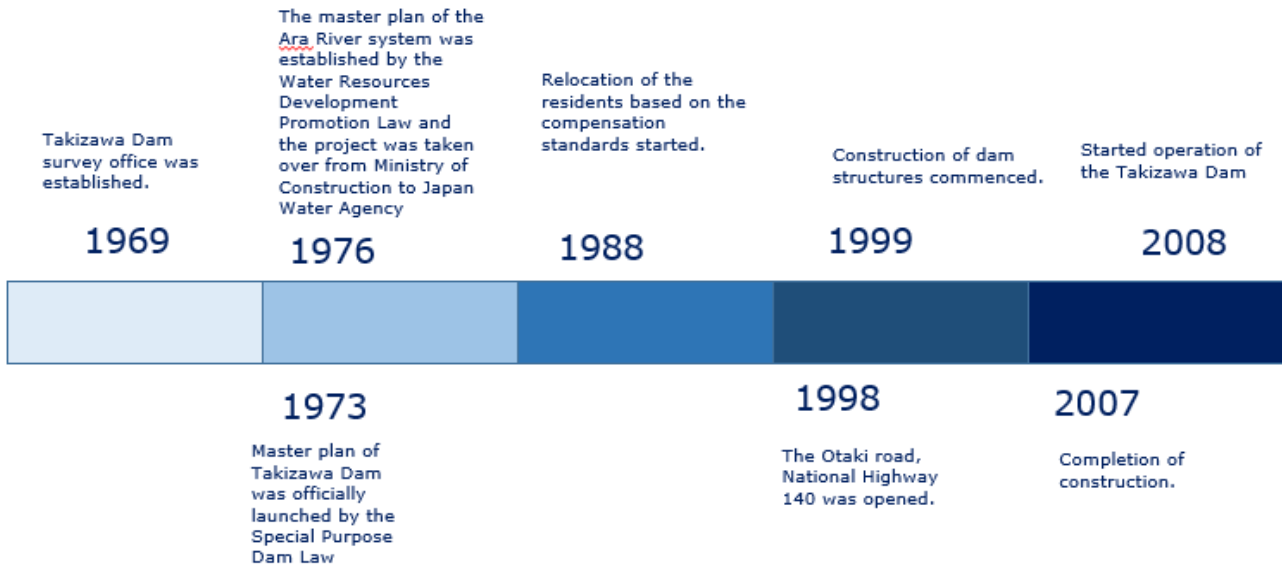 Takizawa Dam
survey office was
established.
1969
The master plan of the
Ara River system was
established by the
Water Resources
Development
Promotion Law and
the project was taken
over from Ministry of
Construction to Japan
Water Agency
1976
Relocation of the
residents based on the
compensation
standards started.
1988
Construction of dam
structures commenced.
1999
Started operation of
the Takizawa Dam
2008
1973
Master plan of
Takizawa Dam
was officially
launched by the
Special Purpose
Dam Law
1998
The Otaki road,
National Highway
140 was opened.
2007
Completion of
construction.